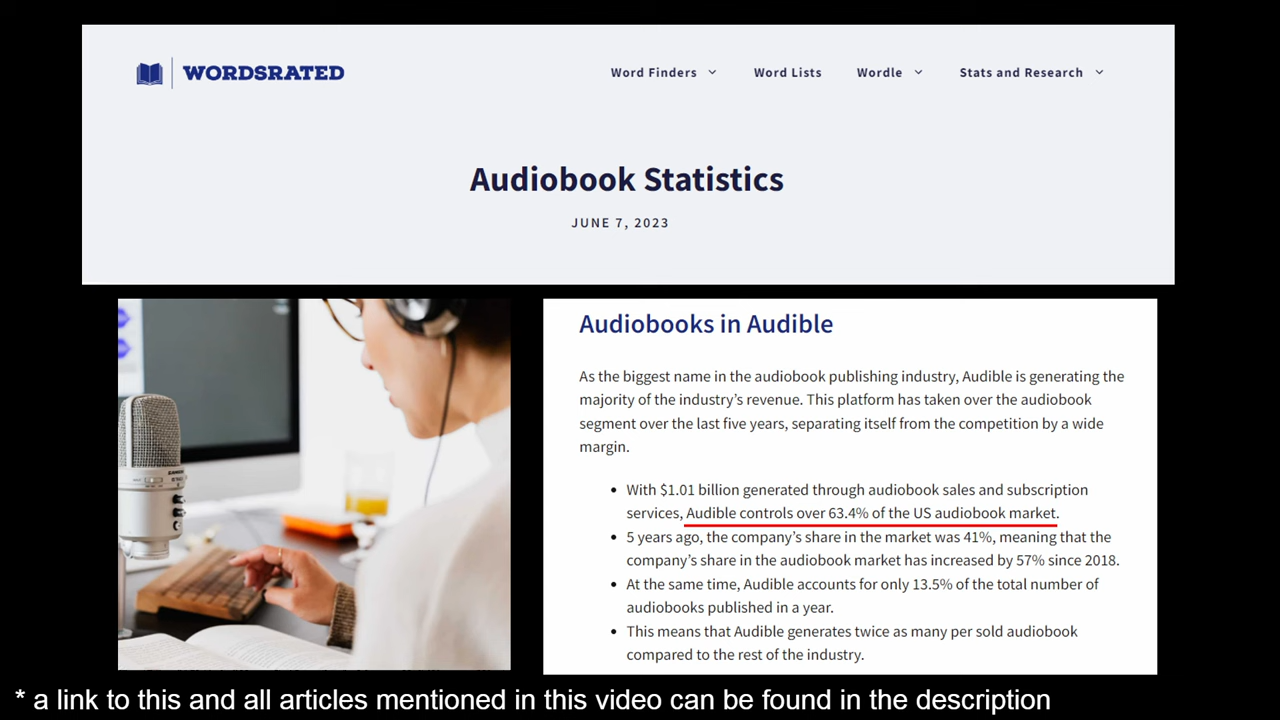 WORDSRATED
Word Finders Word Lists Wordle Stats and Research
Audiobook Statistics
JUNE 7, 2023
Audiobooks in Audible
As the biggest name in the audiobook publishing industry, Audible is generating the
majority of the industry’s revenue. This platform has taken over the audiobook
segment over the last five years, separating itself from the competition by a wide
margin.
• With $1.01 billion generated through audiobook sales and subscription
services, Audible controls over 63.4% of the US audiobook market.
• 5 years ago, the company’s share in the market was 41%, meaning that the
company’s share in the audiobook market has increased by 57% since 2018.
• At the same time, Audible accounts for only 13.5% of the total number of
audiobooks published in a year.
• This means that Audible generates twice as many per sold audiobook
compared to the rest of the industry.
* a link to this and all articles mentioned in this video can be found in the description